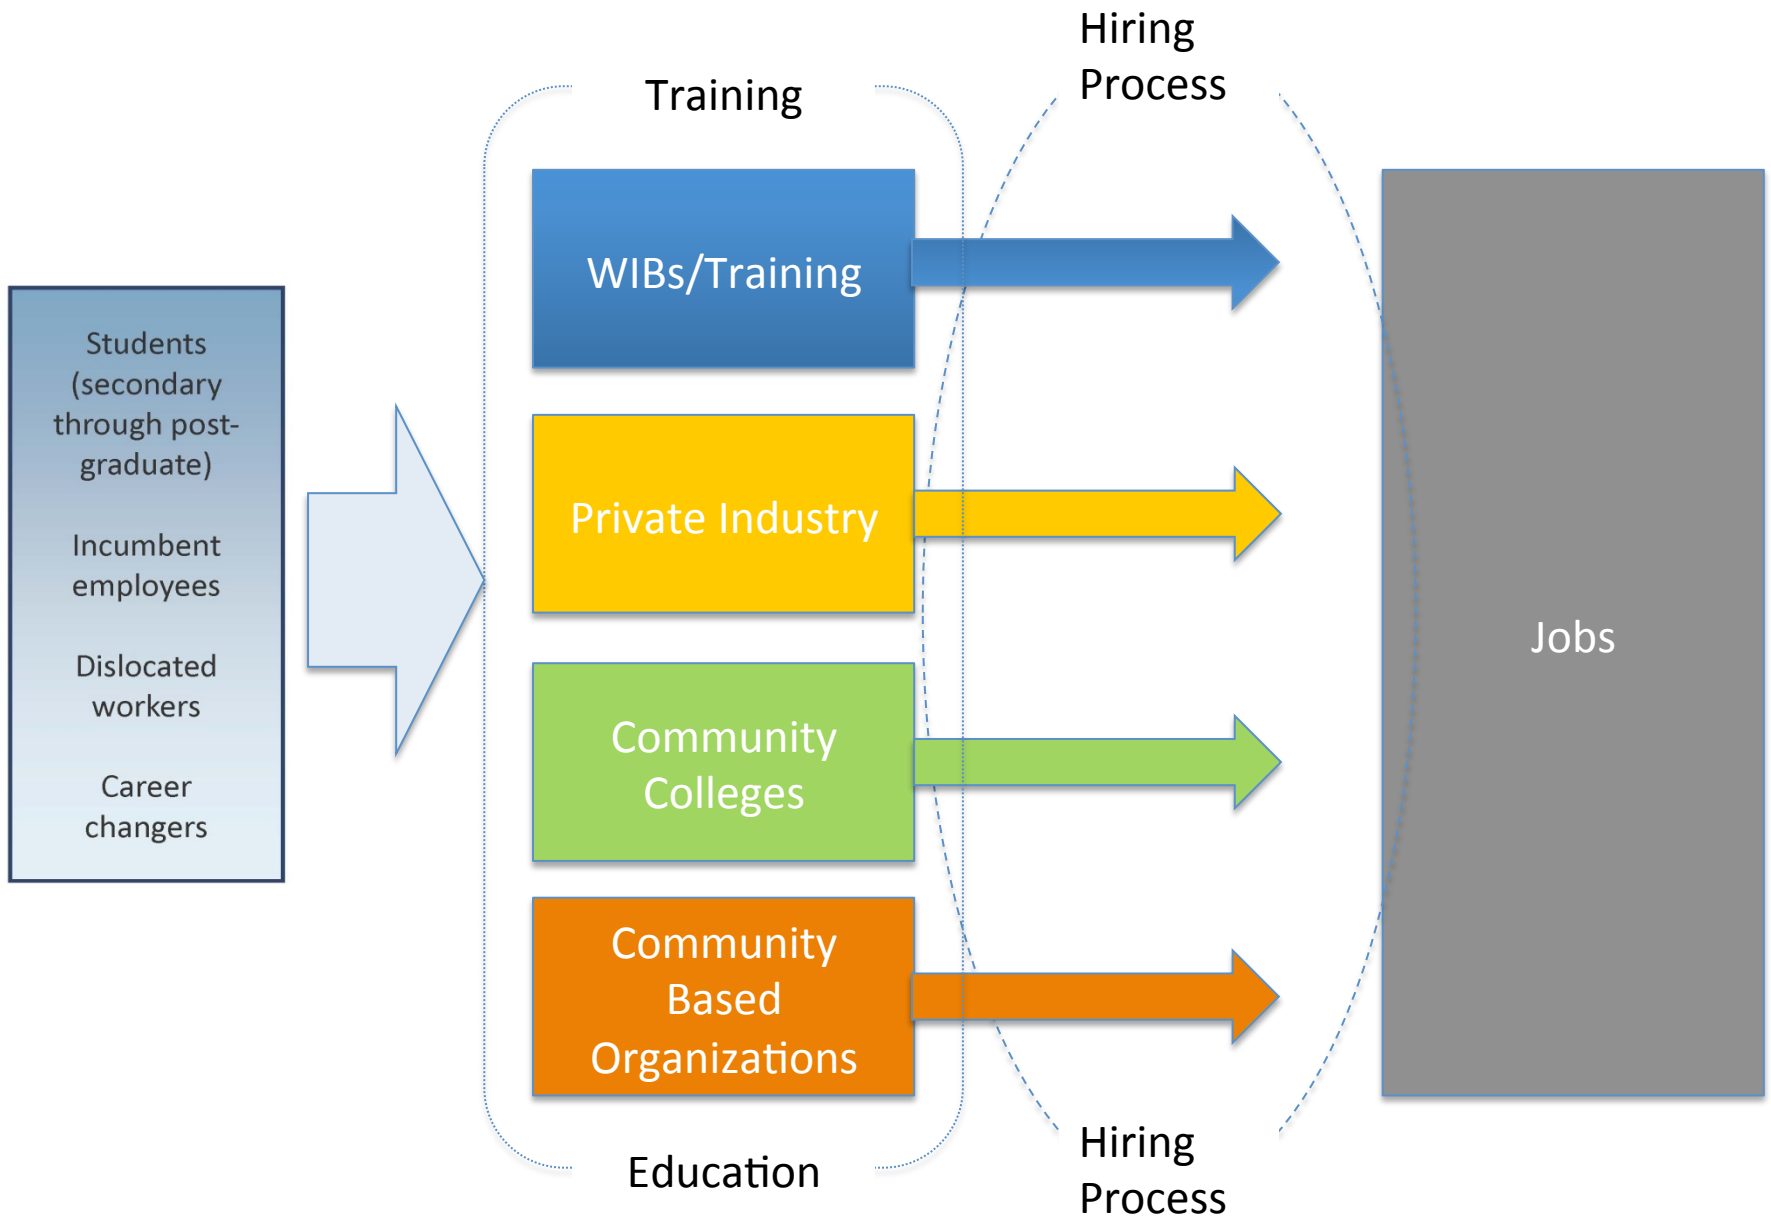 Students
(secondary
through post-
graduate)
Incumbent
employees
Dislocated
workers
Career
changers
Training
WIBs/Training
Private Industry
Community
Colleges
Community
Based
Organizations
Education
Hiring
Process
Hiring
Process
Jobs